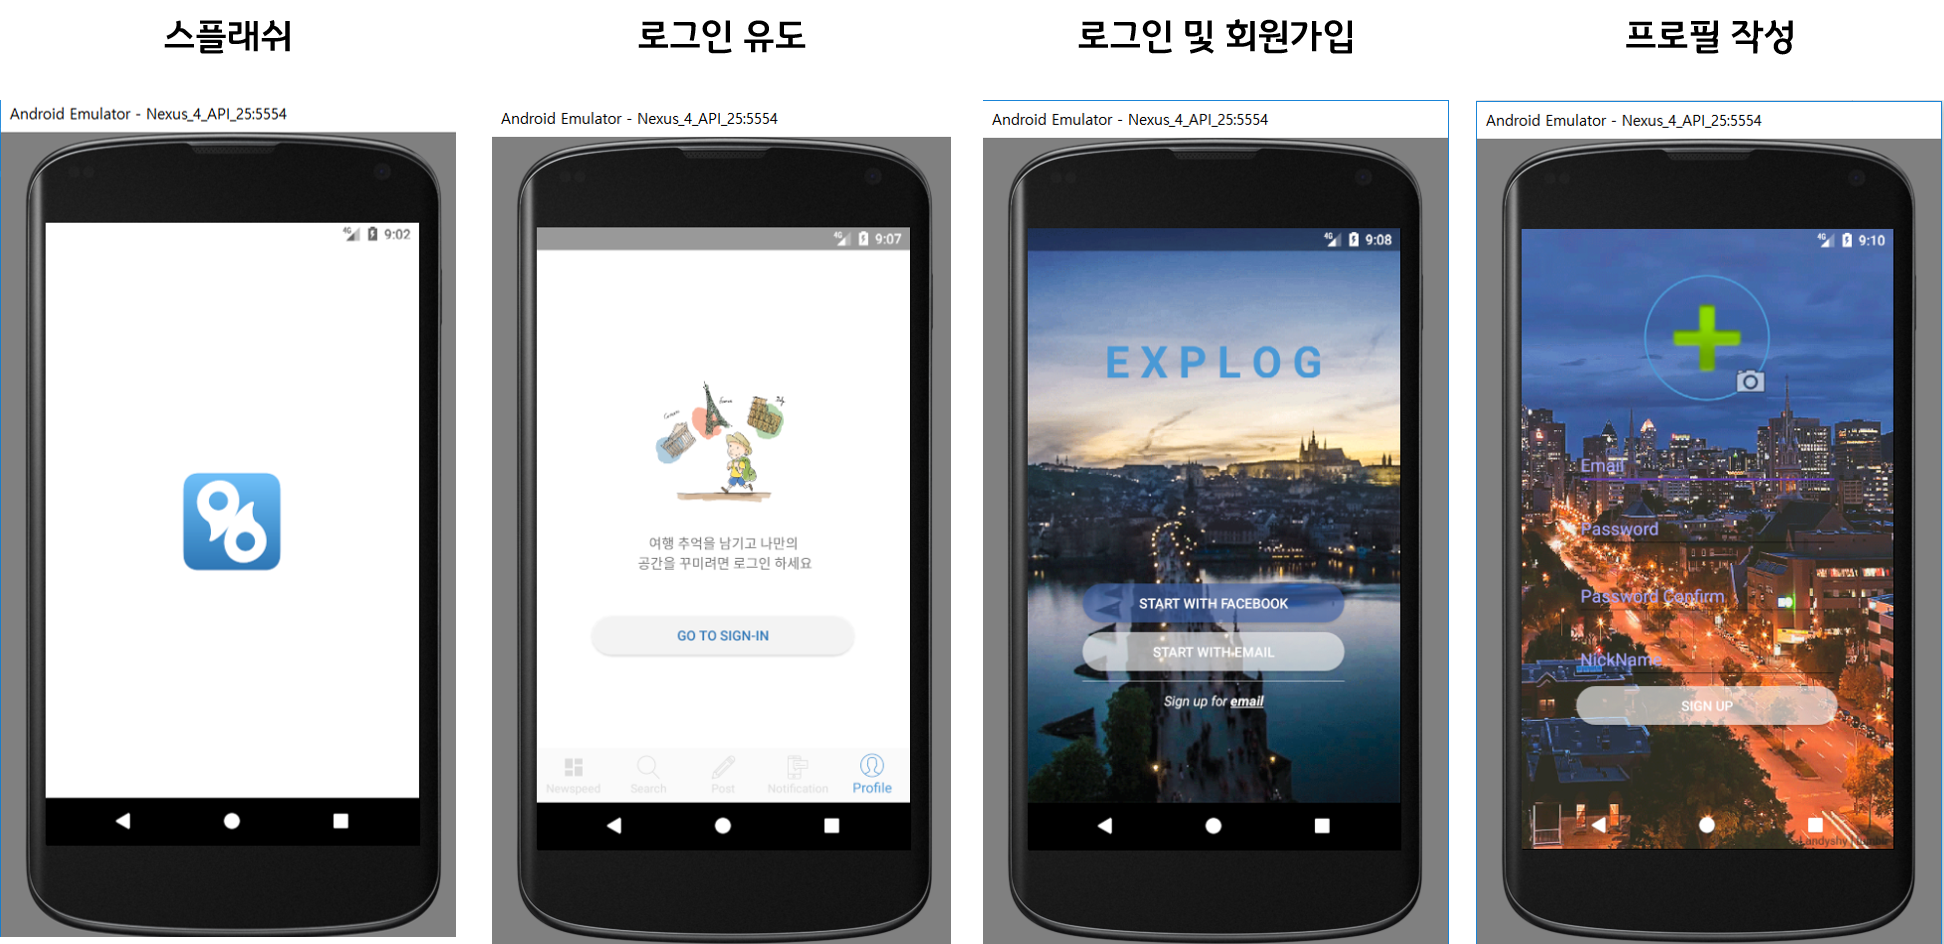 스플래쉬
로그인 유도
로그인 및 회원가입
프로필 작성
Android Emulator - Nexus_4_API_25:5554
4G 9:02
Android Emulator - Nexus_4_API_25:5554
4G 9:07
여행 추억을 남기고 나만의
공간을 꾸미려면 로그인 하세요
GO TO SIGN-IN
Newspeed Search Post Notification Profile
Android Emulator - Nexus_4_API_25:5554
4G 9:08
EXPLOG
START WITH FACEBOOK
START WITH EMAIL
Sign up for email
Android Emulator - Nexus_4_API_25:5554
4G 9:10
Email
Password
Password Confirm
NickName
SIGN UP